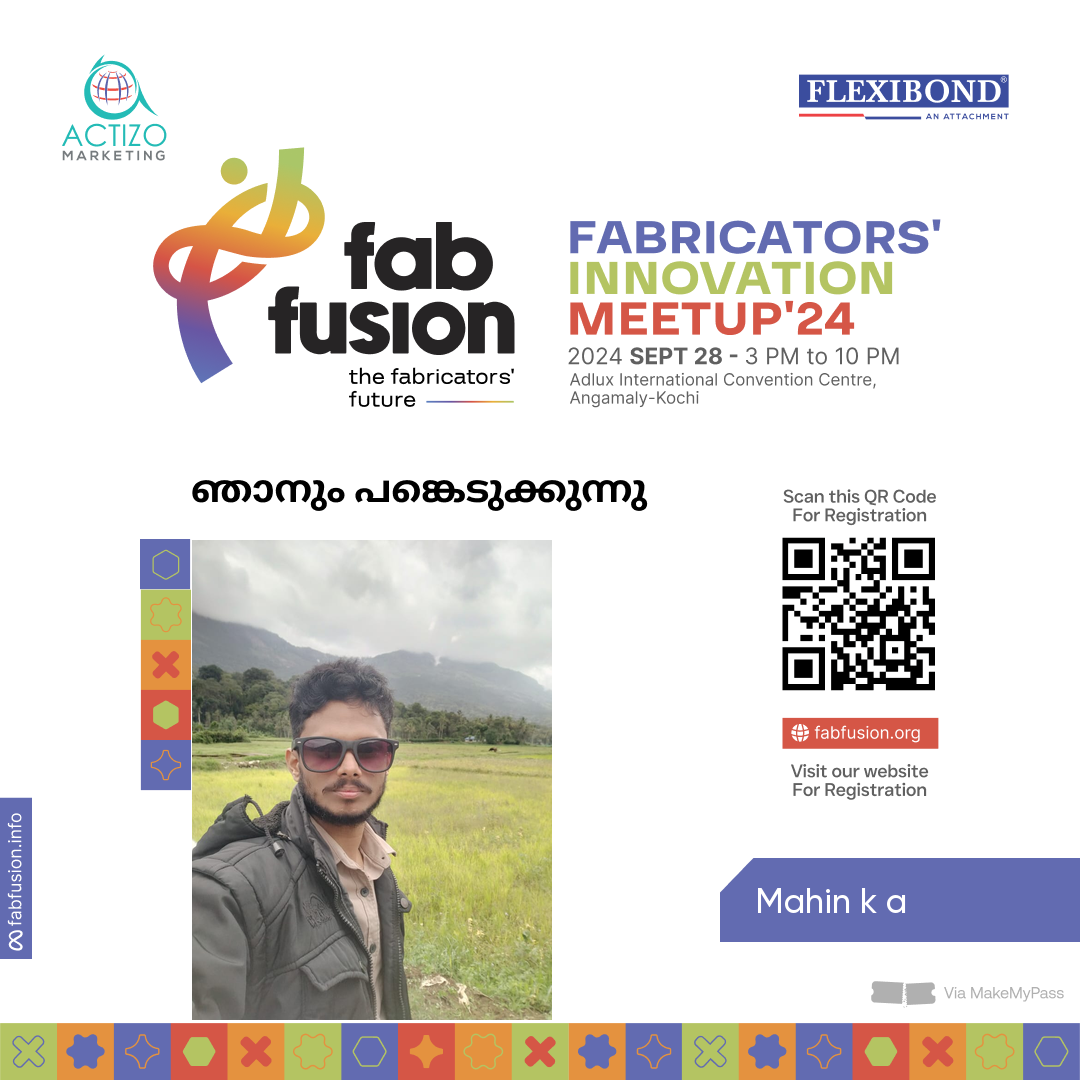 ACTIZO
MARKETING
FLEXIBOND®
AN ATTACHMENT
fab
fusion
the fabricators'
future
FABRICATORS'
INNOVATION
MEETUP'24
2024 SEPT 28 - 3 PM to 10 PM
Adlux International Convention Centre,
Angamaly-Kochi
ഞാനും പങ്കെടുക്കുന്നു
Scan this QR Code
For Registration
fabfusion.org
Visit our website
For Registration
fabfusion.info
Mahin k a
Via MakeMyPass